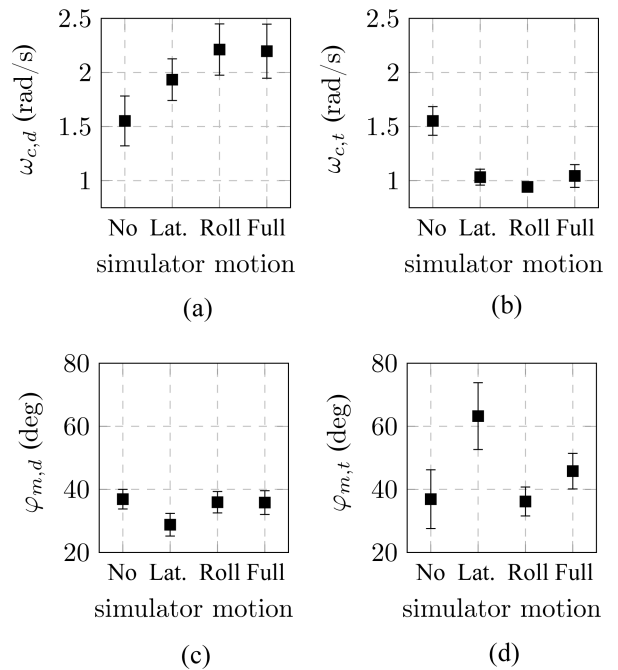 2.5
2
1.5
1
ω_{c,d} (rad/s)
No Lat. Roll Full
simulator motion
(a)
2.5
2
1.5
1
ω_{c,t} (rad/s)
No Lat. Roll Full
simulator motion
(b)
80
60
40
20
φ_{m,d} (deg)
No Lat. Roll Full
simulator motion
(c)
80
60
40
20
φ_{m,t} (deg)
No Lat. Roll Full
simulator motion
(d)